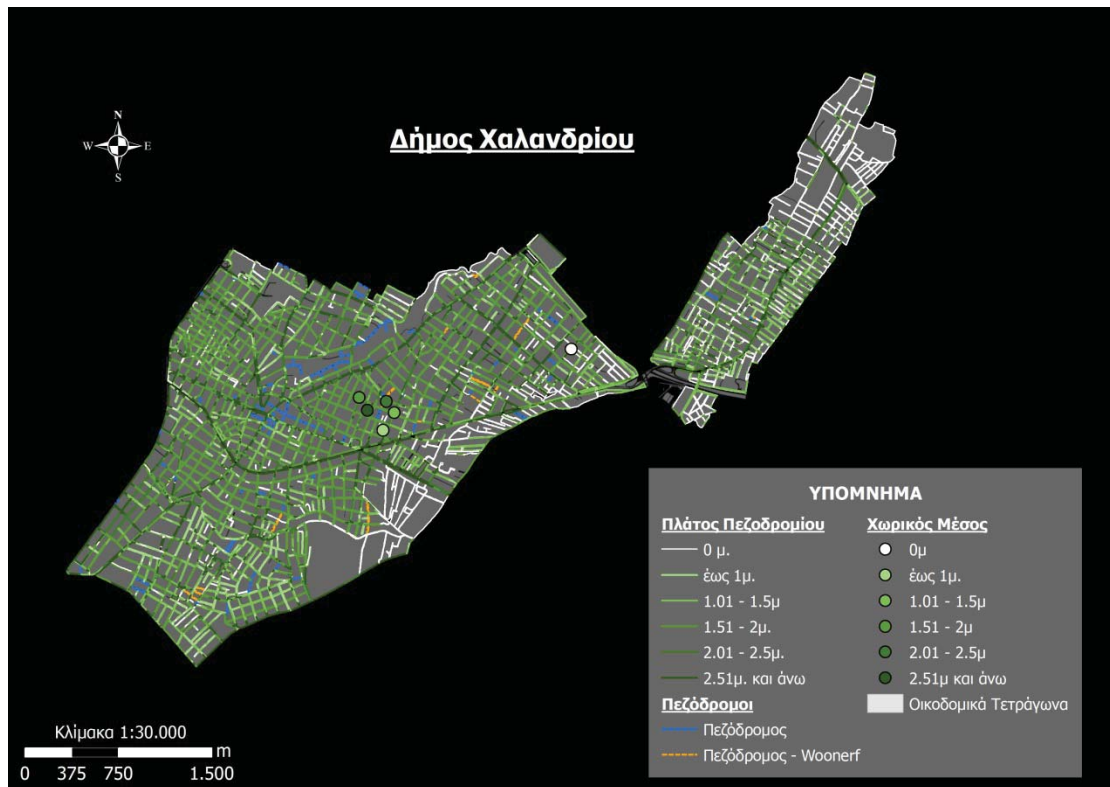 N
W E
S
Δήμος Χαλανδρίου
ΥΠΟΜΝΗΜΑ
Πλάτος Πεζοδρομίου
0 μ.
έως 1μ.
1.01 - 1.5μ
1.51 - 2μ.
2.01 - 2.5μ.
2.51μ. και άνω
Πεζόδρομοι
Πεζόδρομος
Πεζόδρομος - Woonerf
Χωρικός Μέσος
0μ
έως 1μ.
1.01 - 1.5μ
1.51 - 2μ
2.01 - 2.5μ
2.51μ και άνω
Οικοδομικά Τετράγωνα
Κλίμακα 1:30.000
m
0 375 750 1.500